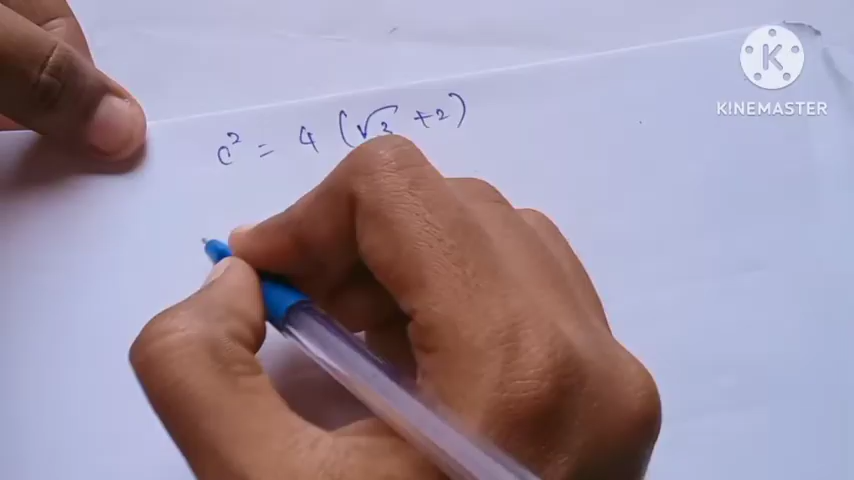 c² = 4 (√3 + 2)
K
KINEMASTER